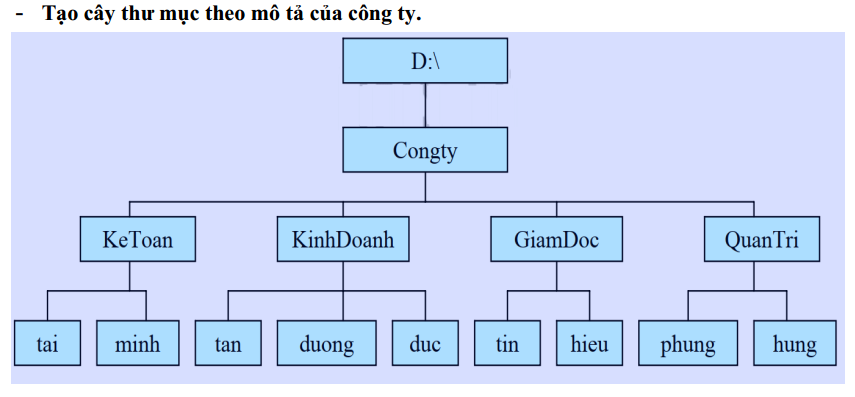 - Tạo cây thư mục theo mô tả của công ty.
D:\
Congty
KeToan KinhDoanh GiamDoc QuanTri
tai minh tan duong duc tin hieu phung hung